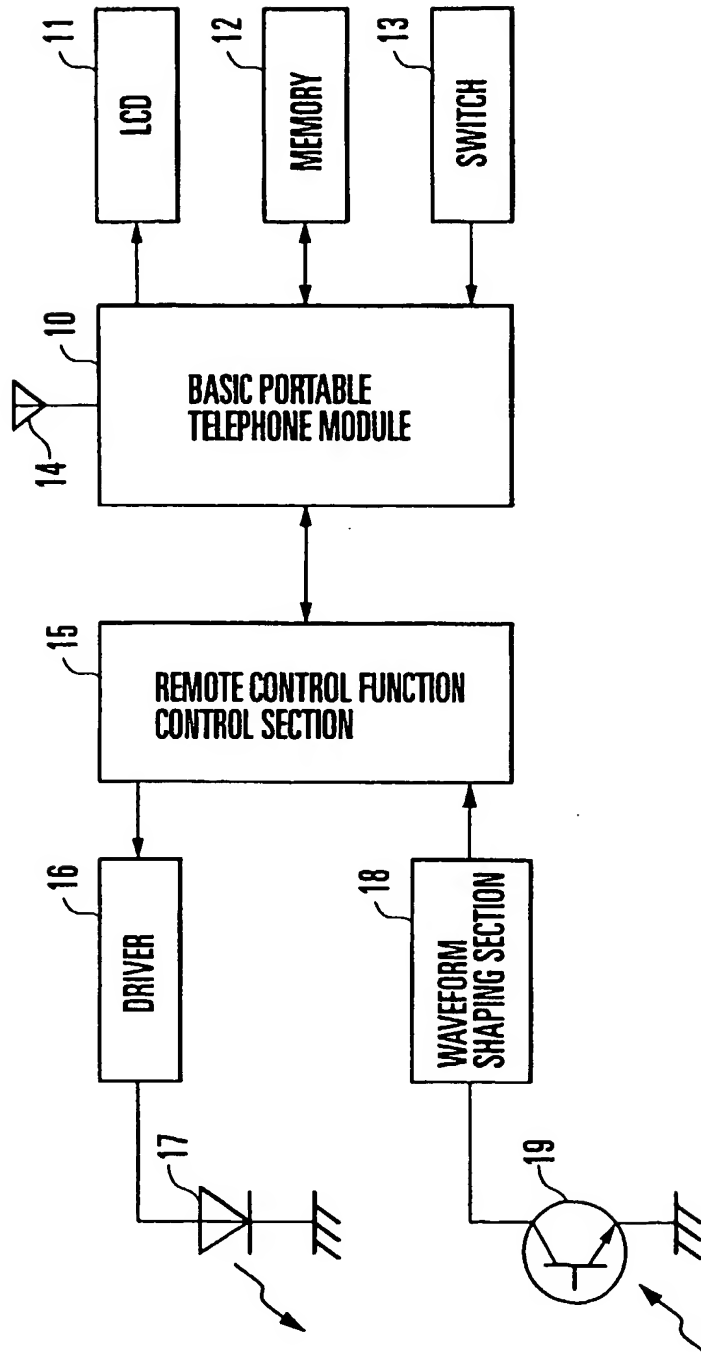 14
10
11
LCD
12
MEMORY
13
SWITCH
BASIC PORTABLE
TELEPHONE MODULE
15
REMOTE CONTROL FUNCTION
CONTROL SECTION
16
DRIVER
17
18
WAVEFORM
SHAPING SECTION
19